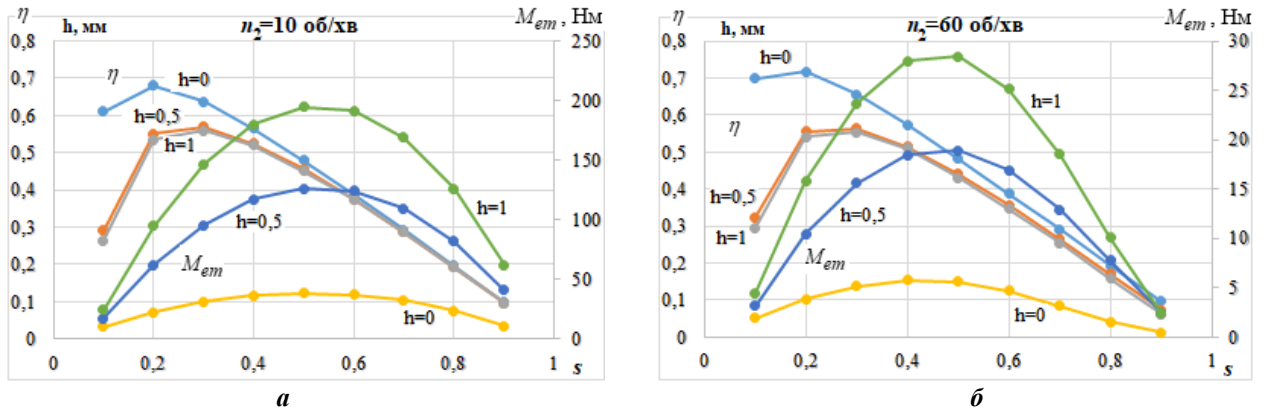 η h, мм n₂=10 об/хв Mem , Нм
0,8 250
0,7 η h=0
200
0,6 h=0,5
0,5 h=1 150
0,4 h=1
100
0,3 h=0,5
0,2 Mem
50
0,1 h=0
0 0
0 0,2 0,4 0,6 0,8 1 s
а
η h, мм n₂=60 об/хв Mem , Нм
0,8 30
0,7 h=0 25
0,6 h=1
20
0,5 η
0,4 15
h=0,5
0,3 h=0,5 10
h=1
0,2 Mem
5
0,1 h=0
0 0
0 0,2 0,4 0,6 0,8 1 s
б